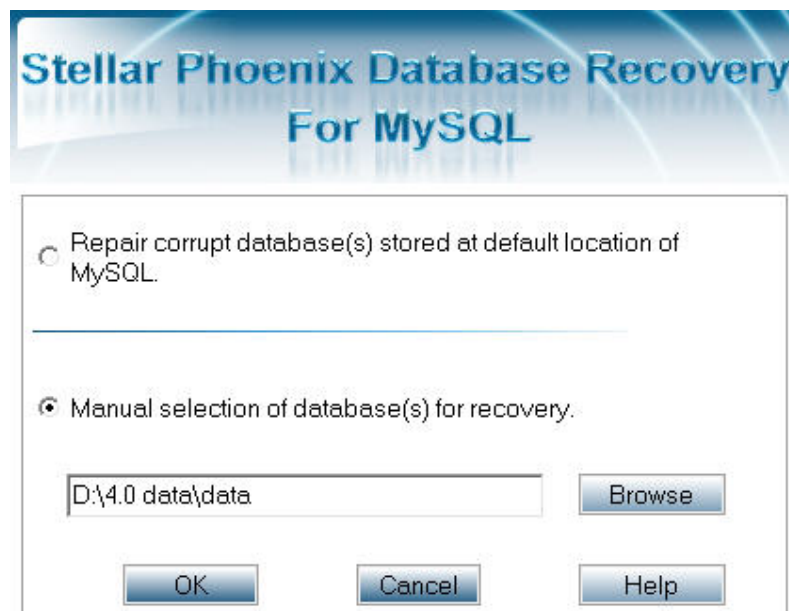 Stellar Phoenix Database Recovery
For MySQL
Repair corrupt database(s) stored at default location of
MySQL.
Manual selection of database(s) for recovery.
D:\4.0 data\data
Browse
OK
Cancel
Help